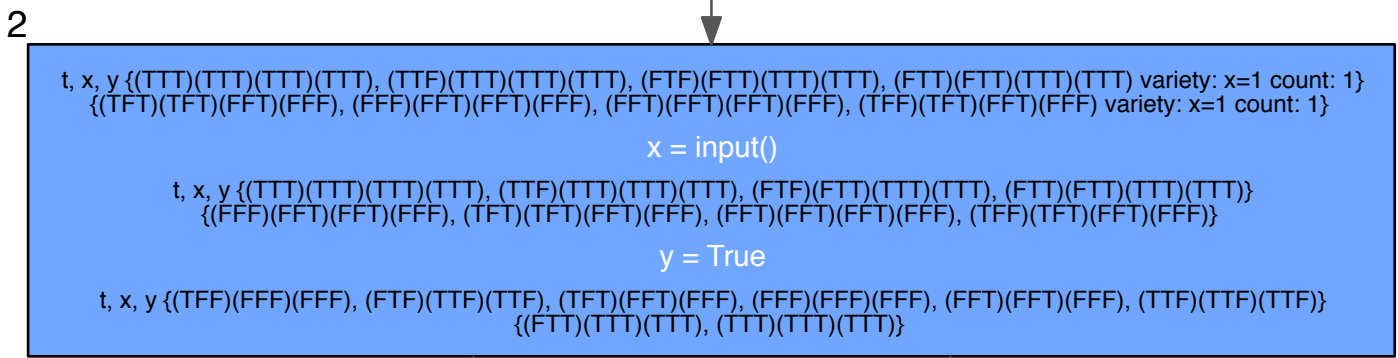 2
t, x, y {(TTT)(TTT)(TTT)(TTT), (TTF)(TTT)(TTT)(TTT), (FTF)(FTT)(TTT)(TTT), (FTT)(FTT)(TTT)(TTT) variety: x=1 count: 1}
{(TFT)(TFT)(FFT)(FFF), (FFF)(FFT)(FFT)(FFF), (FFT)(FFT)(FFT)(FFF), (TFF)(TFT)(FFT)(FFF) variety: x=1 count: 1}
x = input()
t, x, y {(TTT)(TTT)(TTT)(TTT), (TTF)(TTT)(TTT)(TTT), (FTF)(FTT)(TTT)(TTT), (FTT)(FTT)(TTT)(TTT)}
{(FFF)(FFT)(FFT)(FFF), (TFT)(TFT)(FFT)(FFF), (FFT)(FFT)(FFT)(FFF), (TFF)(TFT)(FFT)(FFF)}
y = True
t, x, y {(TFF)(FFF)(FFF), (FTF)(TTF)(TTF), (TFT)(FFT)(FFF), (FFF)(FFF)(FFF), (FFT)(FFT)(FFF), (TTF)(TTF)(TTF)}
{(FTT)(TTT)(TTT), (TTT)(TTT)(TTT)}